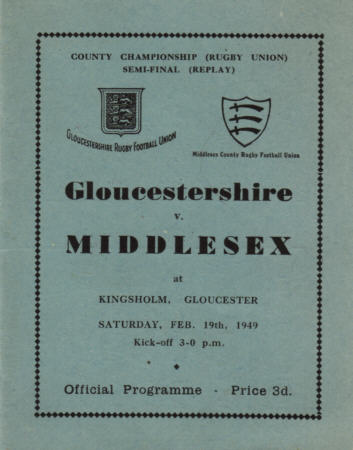 COUNTY CHAMPIONSHIP (RUGBY UNION)
SEMI-FINAL (REPLAY)
GLOUCESTERSHIRE RUGBY FOOTBALL UNION
Middlesex County Rugby Football Union
Gloucestershire
v.
MIDDLESEX
at
KINGSHOLM, GLOUCESTER
SATURDAY, FEB. 19th, 1949
Kick-off 3-0 p.m.
Official Programme - Price 3d.